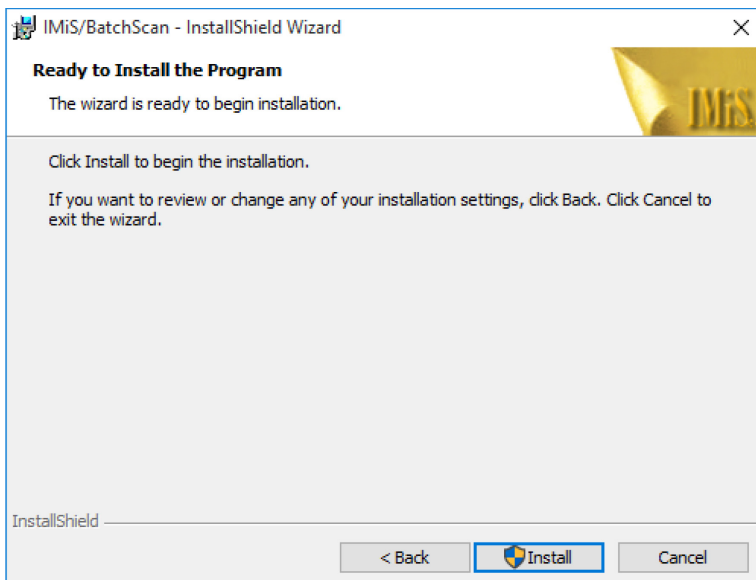 IMiS/BatchScan - InstallShield Wizard
Ready to Install the Program
The wizard is ready to begin installation.
IMiS.
Click Install to begin the installation.
If you want to review or change any of your installation settings, click Back. Click Cancel to
exit the wizard.
InstallShield
< Back
Install
Cancel